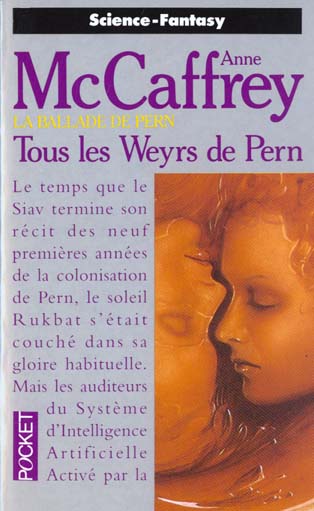 Science-Fantasy
Anne
McCaffrey
LA BALLADE DE PERN
Tous les Weyrs de Pern
Le temps que le
Siav termine son
récit des neuf
premières années
de la colonisation
de Pern, le soleil
Rukbat s'était
couché dans sa
gloire habituelle.
Mais les auditeurs
du Système
d'Intelligence
Artificielle
Activé par la
POCKET